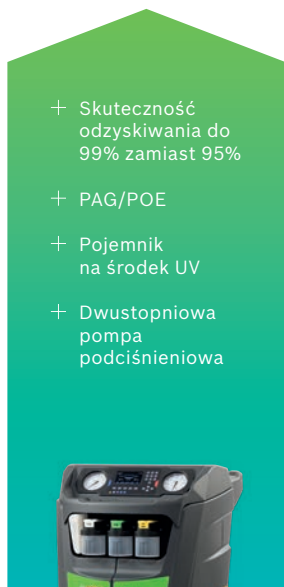 + Skuteczność
odzyskiwania do
99% zamiast 95%
+ PAG/POE
+ Pojemnik
na środek UV
+ Dwustopniowa
pompa
podciśnieniowa